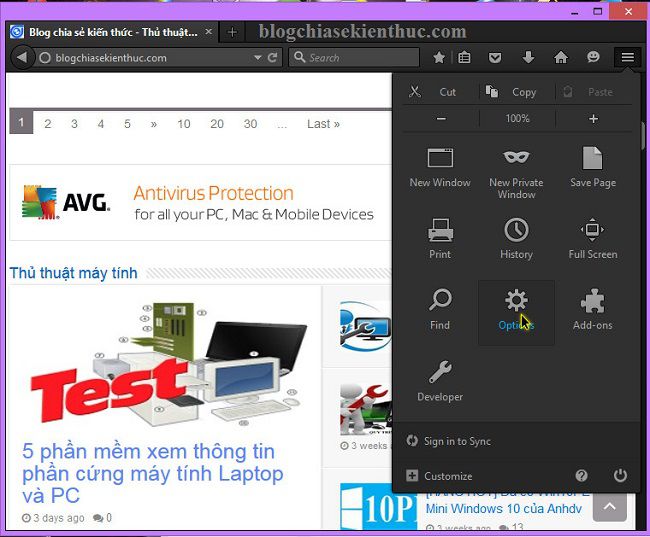 Blog chia sẻ kiến thức - Thủ thuật...
blogchiasekienthuc.com
blogchiasekienthuc.com
Search
Cut
Copy
Paste
100%
New Window
New Private Window
Save Page
Print
History
Full Screen
Find
Options
Add-ons
Developer
Sign in to Sync
Customize
1 2 3 4 5 » 10 20 30 ... Last »
AVG.
Antivirus Protection
for all your PC, Mac & Mobile Devices
Thủ thuật máy tính
Test
5 phần mềm xem thông tin
phần cứng máy tính Laptop
và PC
3 days ago 0
3 weeks
10P
Mini Windows 10 của Anhdv
3 weeks ago 13